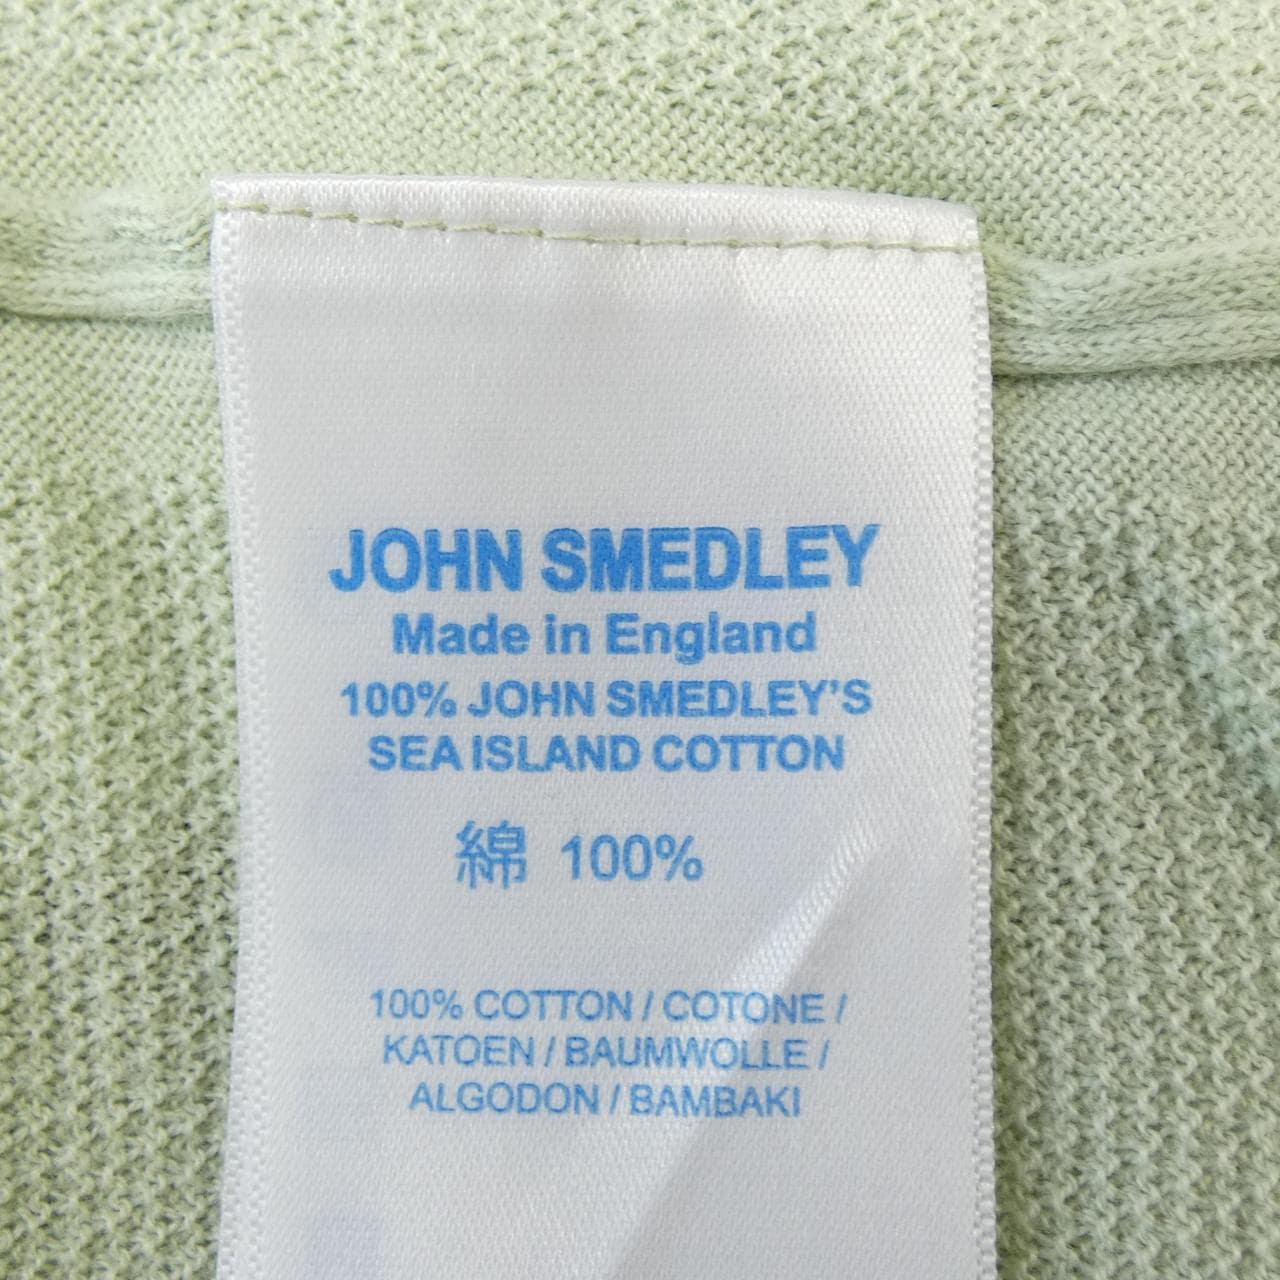 JOHN SMEDLEY
Made in England
100% JOHN SMEDLEY'S
SEA ISLAND COTTON
綿 100%
100% COTTON / COTONE /
KATOEN / BAUMWOLLE /
ALGODON / BAMBAKI